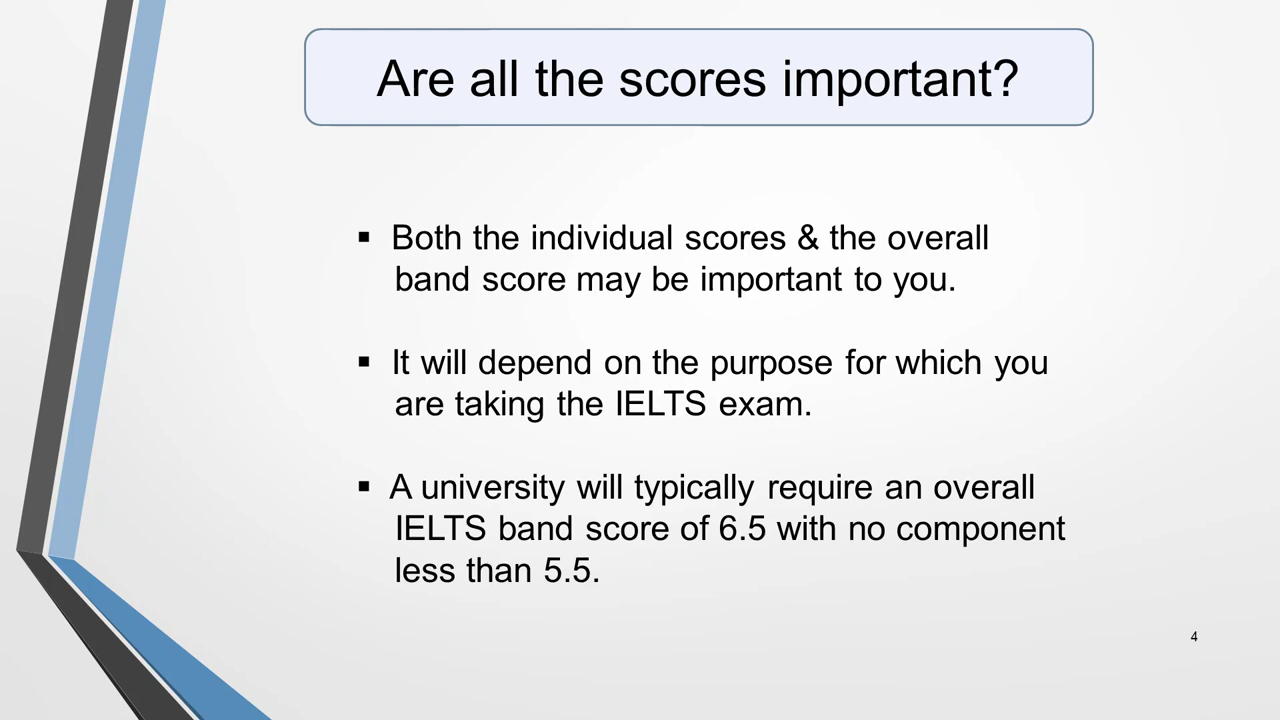 Are all the scores important?
▪ Both the individual scores & the overall
band score may be important to you.
▪ It will depend on the purpose for which you
are taking the IELTS exam.
▪ A university will typically require an overall
IELTS band score of 6.5 with no component
less than 5.5.
4